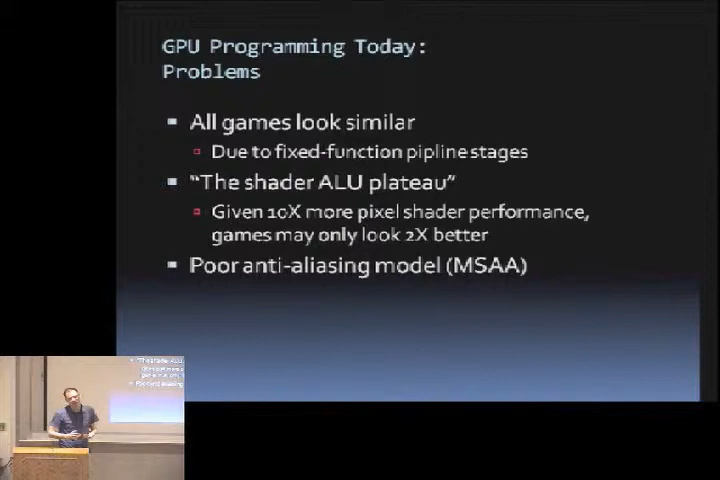 GPU Programming Today:
Problems
All games look similar
Due to fixed-function pipline stages
"The shader ALU plateau"
Given 10X more pixel shader performance,
games may only look 2X better
Poor anti-aliasing model (MSAA)